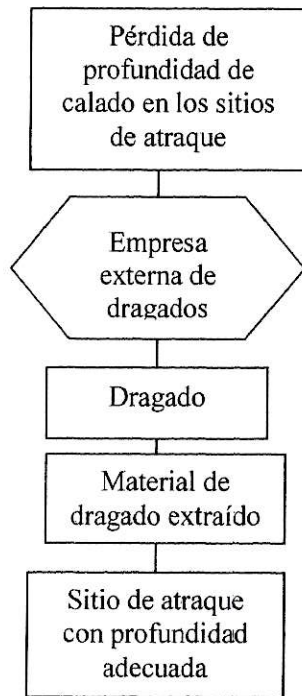 Pérdida de
profundidad de
calado en los sitios
de atraque
Empresa
externa de
dragados
Dragado
Material de
dragado extraído
Sitio de atraque
con profundidad
adecuada